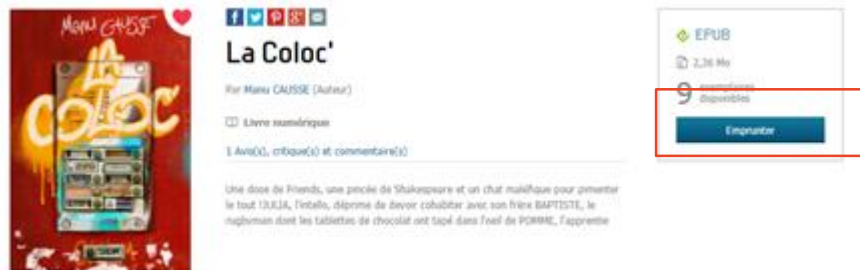 Manu CAUSSE
LA
COLOC
La Coloc'
Par Manu CAUSSE (Auteur)
Livre numérique
1 Avis(s), critique(s) et commentaire(s)
Une dose de Friends, une pincée de Shakespeare et un chat maléfique pour pimenter
le tout !JULIA, l'intello, déprime de devoir cohabiter avec son frère BAPTISTE, le
rugbyman dont les tablettes de chocolat ont tapé dans l'oeil de POMME, l'apprentie
EPUB
2,36 Mo
9 exemplaires
disponibles
Emprunter